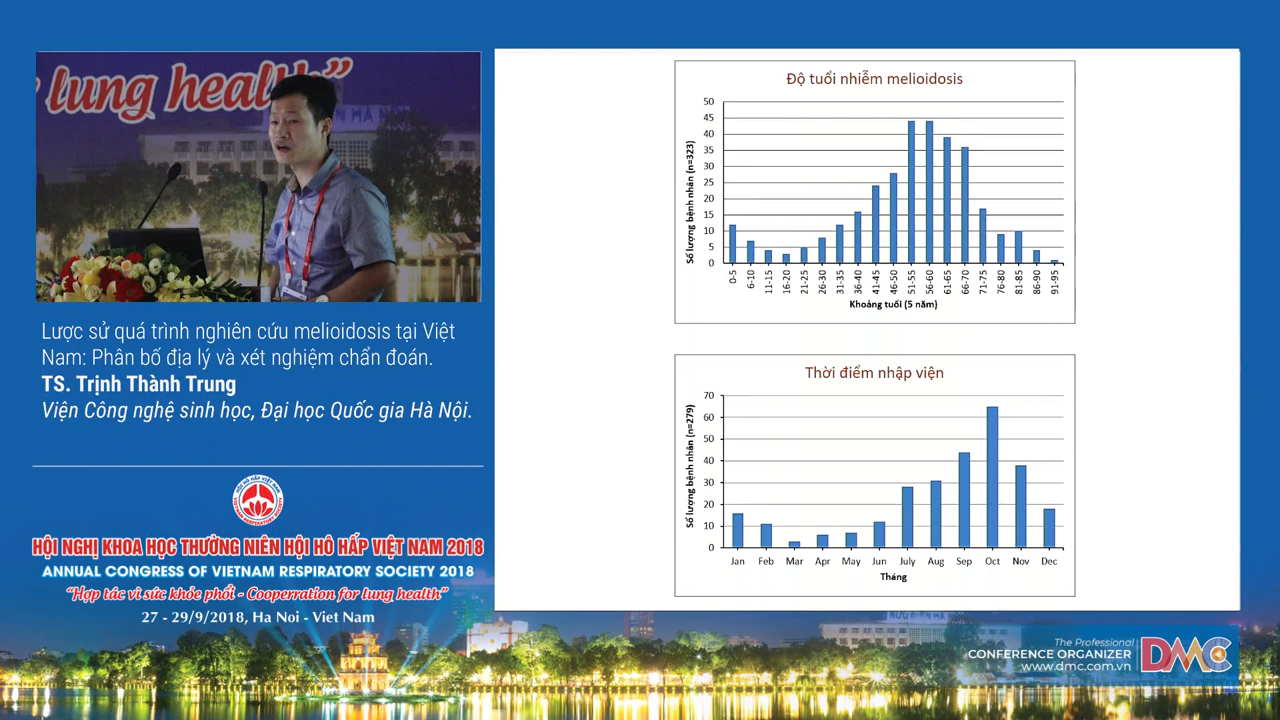 lung health”
Lược sử quá trình nghiên cứu melioidosis tại Việt
Nam: Phân bố địa lý và xét nghiệm chẩn đoán.
TS. Trịnh Thành Trung
Viện Công nghệ sinh học, Đại học Quốc gia Hà Nội.
HỘI HÔ HẤP VIỆT NAM
VIETNAM RESPIRATORY SOCIETY
HỘI NGHỊ KHOA HỌC THƯỜNG NIÊN HỘI HÔ HẤP VIỆT NAM 2018
ANNUAL CONGRESS OF VIETNAM RESPIRATORY SOCIETY 2018
“Hợp tác vì sức khỏe phổi - Cooperration for lung health”
27 - 29/9/2018, Ha Noi - Viet Nam
Độ tuổi nhiễm melioidosis
Số lượng bệnh nhân (n=323)
50
45
40
35
30
25
20
15
10
5
0
0-5 6-10 11-15 16-20 21-25 26-30 31-35 36-40 41-45 46-50 51-55 56-60 61-65 66-70 71-75 76-80 81-85 86-90 91-95
Khoảng tuổi (5 năm)
Thời điểm nhập viện
Số lượng bệnh nhân (n=279)
70
60
50
40
30
20
10
0
Jan Feb Mar Apr May Jun July Aug Sep Oct Nov Dec
Tháng
The Professional
CONFERENCE ORGANIZER
www.dmc.com.vn
DMC